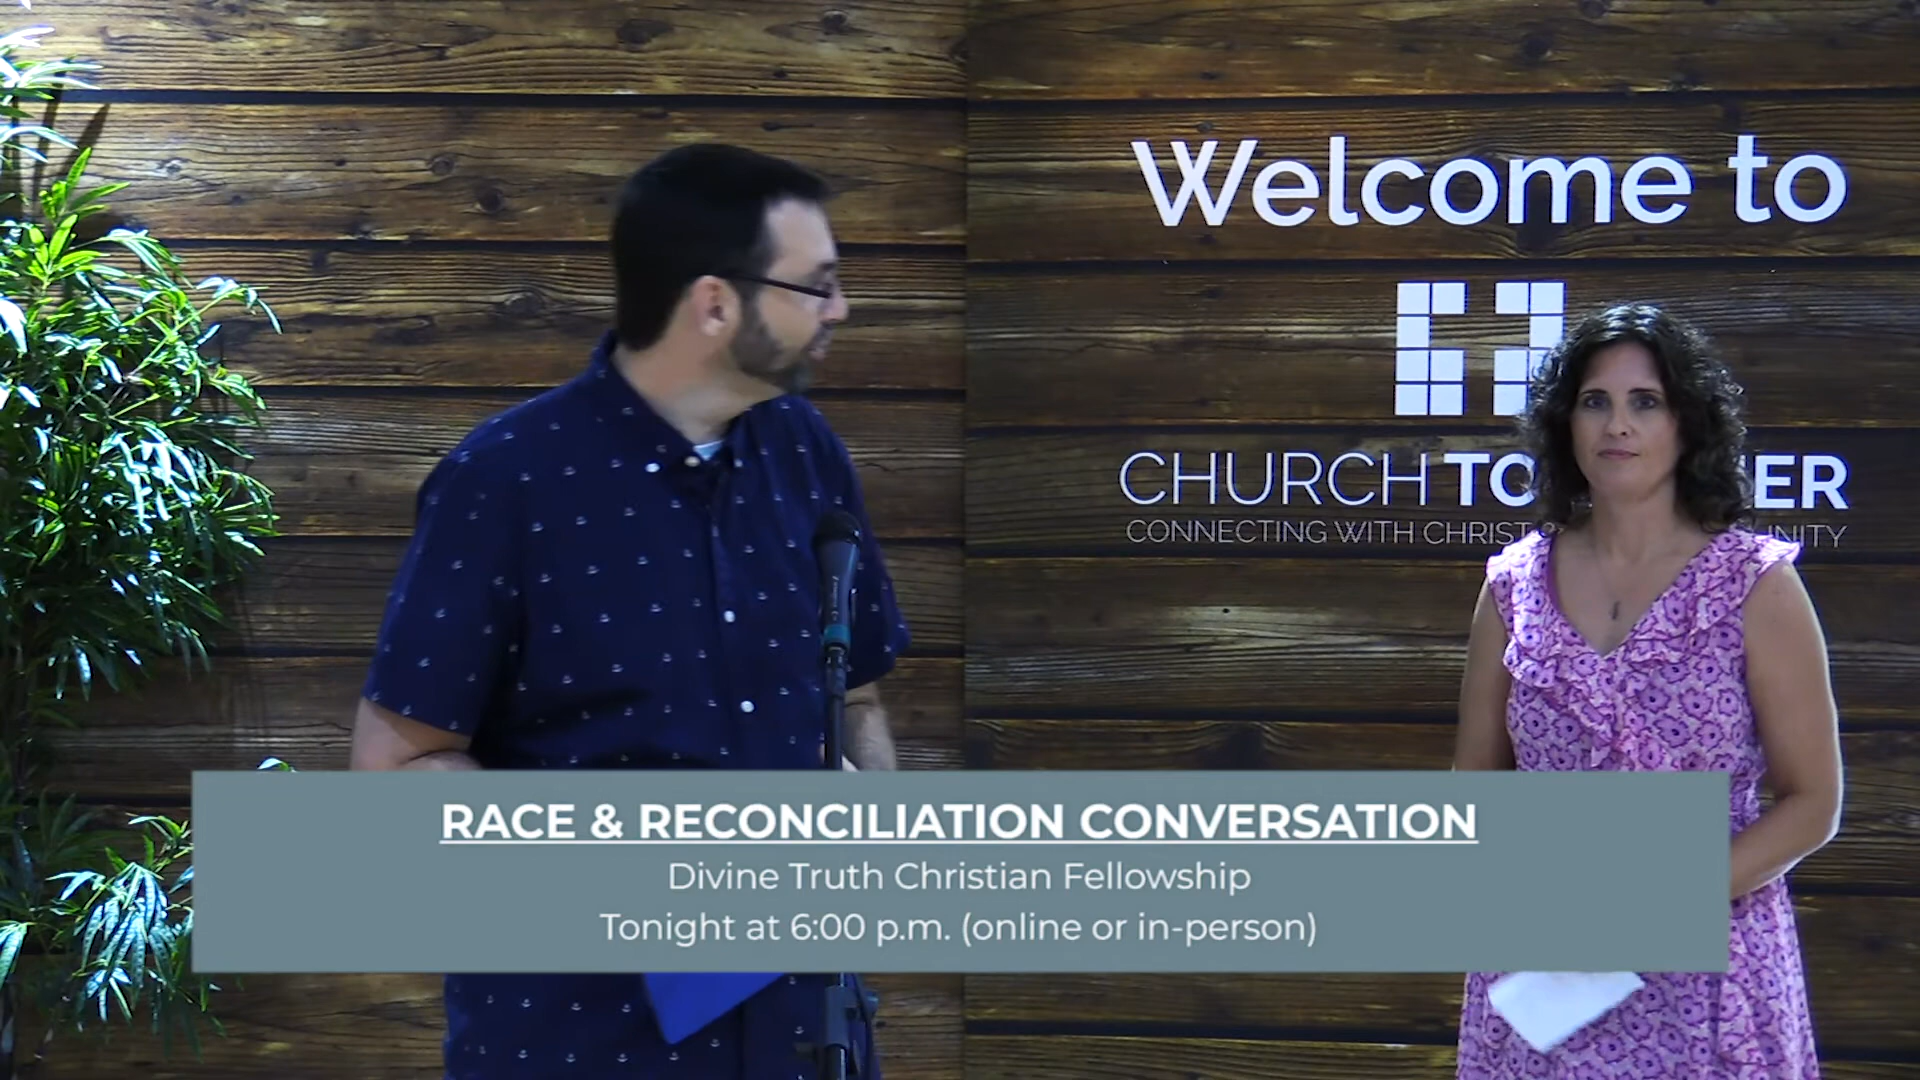 Welcome to
CHURCH TO ER
CONNECTING WITH CHRIST
RACE & RECONCILIATION CONVERSATION
Divine Truth Christian Fellowship
Tonight at 6:00 p.m. (online or in-person)